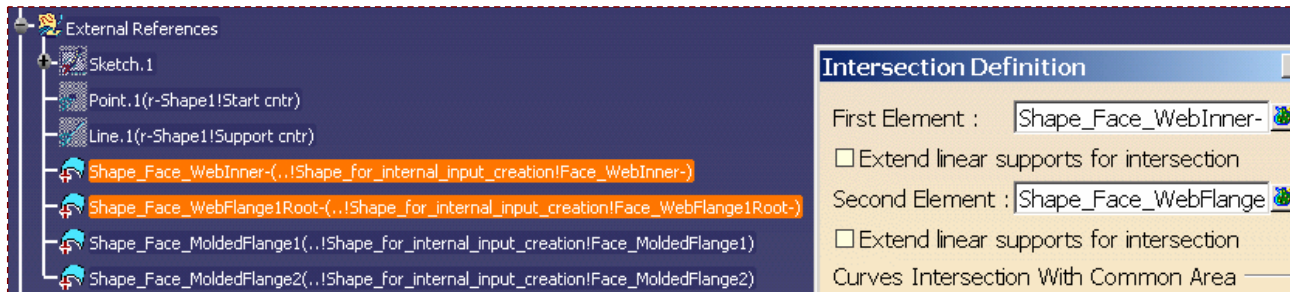 External References
Sketch.1
Point.1(r-Shape1!Start cntr)
Line.1(r-Shape1!Support cntr)
Shape_Face_WebInner-(..!Shape_for_internal_input_creation!Face_WebInner-)
Shape_Face_WebFlange1Root-(..!Shape_for_internal_input_creation!Face_WebFlange1Root-)
Shape_Face_MoldedFlange1(..!Shape_for_internal_input_creation!Face_MoldedFlange1)
Shape_Face_MoldedFlange2(..!Shape_for_internal_input_creation!Face_MoldedFlange2)
Intersection Definition
First Element : Shape_Face_WebInner-
Extend linear supports for intersection
Second Element : Shape_Face_WebFlange
Extend linear supports for intersection
Curves Intersection With Common Area